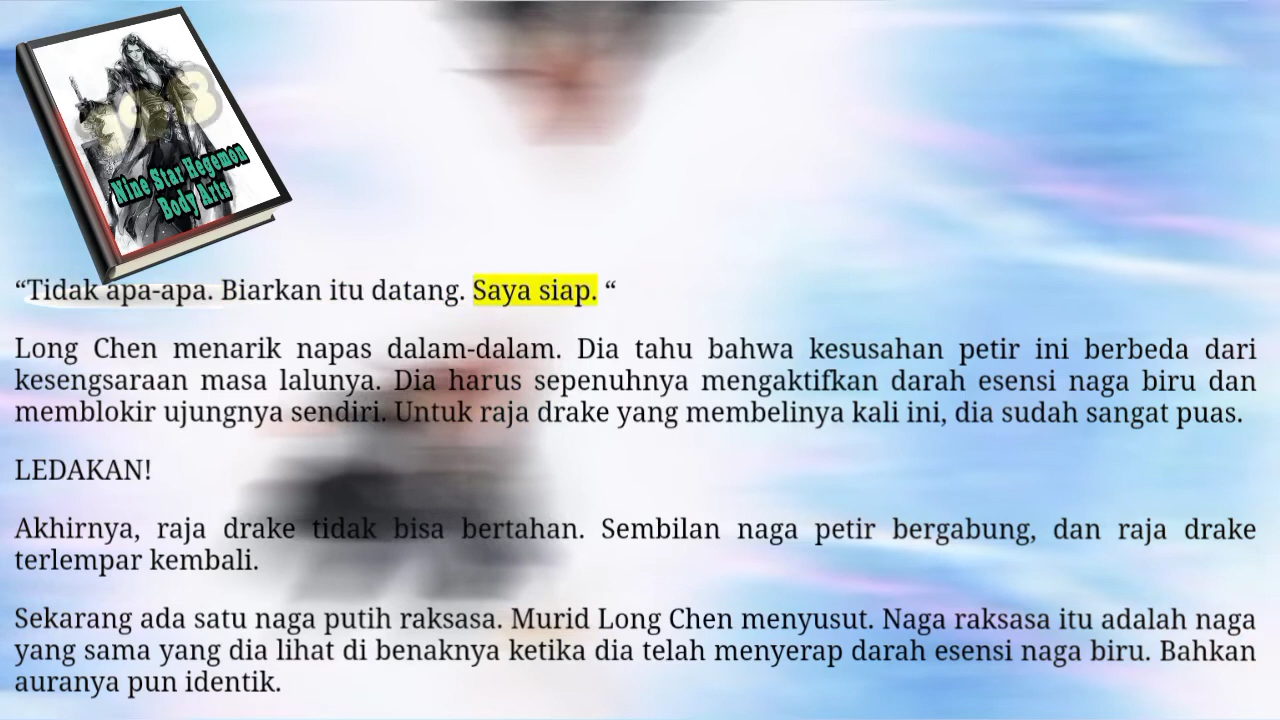 Nine Star Hegemon
Body Arts
“Tidak apa-apa. Biarkan itu datang. Saya siap. “
Long Chen menarik napas dalam-dalam. Dia tahu bahwa kesusahan petir ini berbeda dari
kesengsaraan masa lalunya. Dia harus sepenuhnya mengaktifkan darah esensi naga biru dan
memblokir ujungnya sendiri. Untuk raja drake yang membelinya kali ini, dia sudah sangat puas.
LEDAKAN!
Akhirnya, raja drake tidak bisa bertahan. Sembilan naga petir bergabung, dan raja drake
terlempar kembali.
Sekarang ada satu naga putih raksasa. Murid Long Chen menyusut. Naga raksasa itu adalah naga
yang sama yang dia lihat di benaknya ketika dia telah menyerap darah esensi naga biru. Bahkan
auranya pun identik.